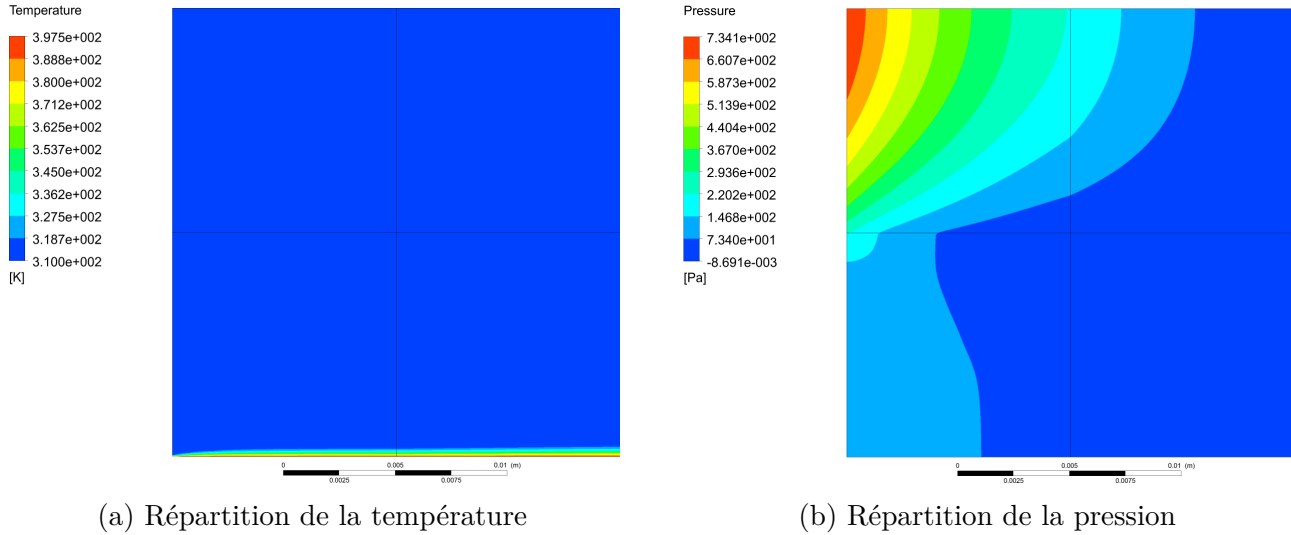 Temperature
3.975e+002
3.888e+002
3.800e+002
3.712e+002
3.625e+002
3.537e+002
3.450e+002
3.362e+002
3.275e+002
3.187e+002
3.100e+002
[K]
0 0.005 0.01 (m)
0.0025 0.0075
(a) Répartition de la température
Pressure
7.341e+002
6.607e+002
5.873e+002
5.139e+002
4.404e+002
3.670e+002
2.936e+002
2.202e+002
1.468e+002
7.340e+001
-8.691e-003
[Pa]
0 0.005 0.01 (m)
0.0025 0.0075
(b) Répartition de la pression